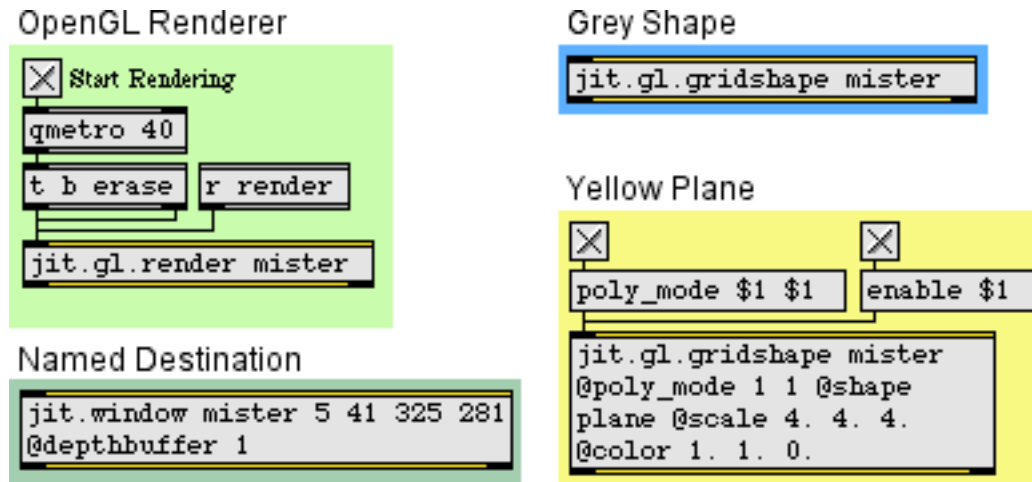 OpenGL Renderer
Start Rendering
qmetro 40
t b erase
r render
jit.gl.render mister
Named Destination
jit.window mister 5 41 325 281
@depthbuffer 1
Grey Shape
jit.gl.gridshape mister
Yellow Plane
poly_mode $1 $1
enable $1
jit.gl.gridshape mister
@poly_mode 1 1 @shape
plane @scale 4. 4. 4.
@color 1. 1. 0.